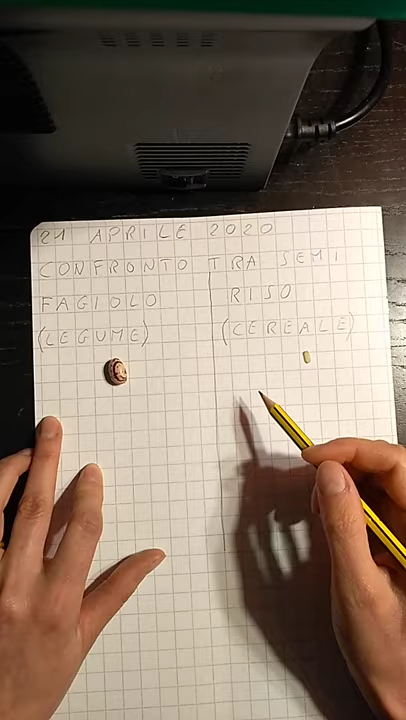 21 APRILE 2020
CONFRONTO TRA SEMI
FAGIOLO
(LEGUME)
RISO
(CEREALE)